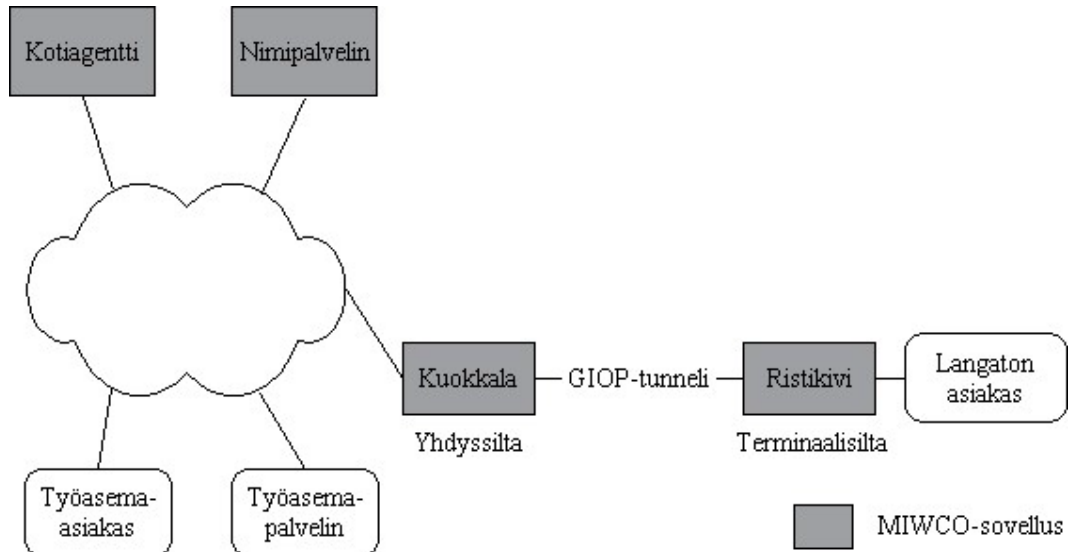 Kotiagentti
Nimipalvelin
Kuokkala
GIOP-tunneli
Ristikivi
Langaton
asiakas
Yhdyssilta
Terminaalisilta
Työasema-
asiakas
Työasema-
palvelin
MIWCO-sovellus